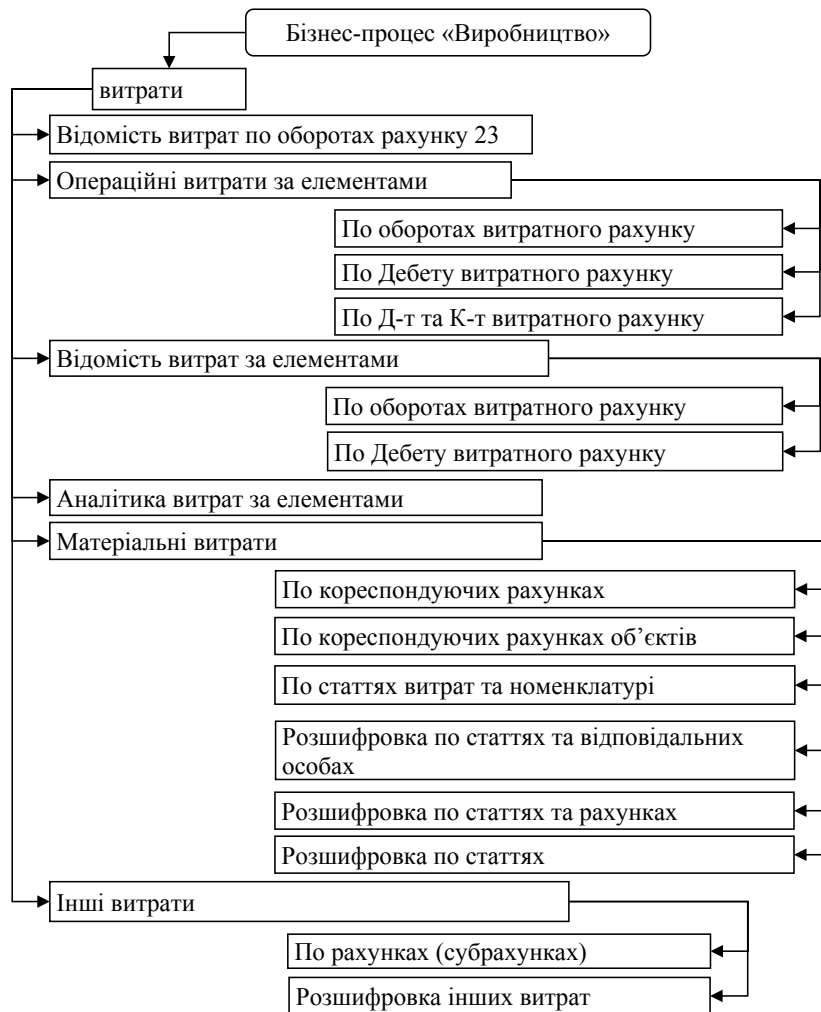 Бізнес-процес «Виробництво»
витрати
Відомість витрат по оборотах рахунку 23
Операційні витрати за елементами
По оборотах витратного рахунку
По Дебету витратного рахунку
По Д-т та К-т витратного рахунку
Відомість витрат за елементами
По оборотах витратного рахунку
По Дебету витратного рахунку
Аналітика витрат за елементами
Матеріальні витрати
По кореспондуючих рахунках
По кореспондуючих рахунках об’єктів
По статтях витрат та номенклатурі
Розшифровка по статтях та відповідальних
особах
Розшифровка по статтях та рахунках
Розшифровка по статтях
Інші витрати
По рахунках (субрахунках)
Розшифровка інших витрат